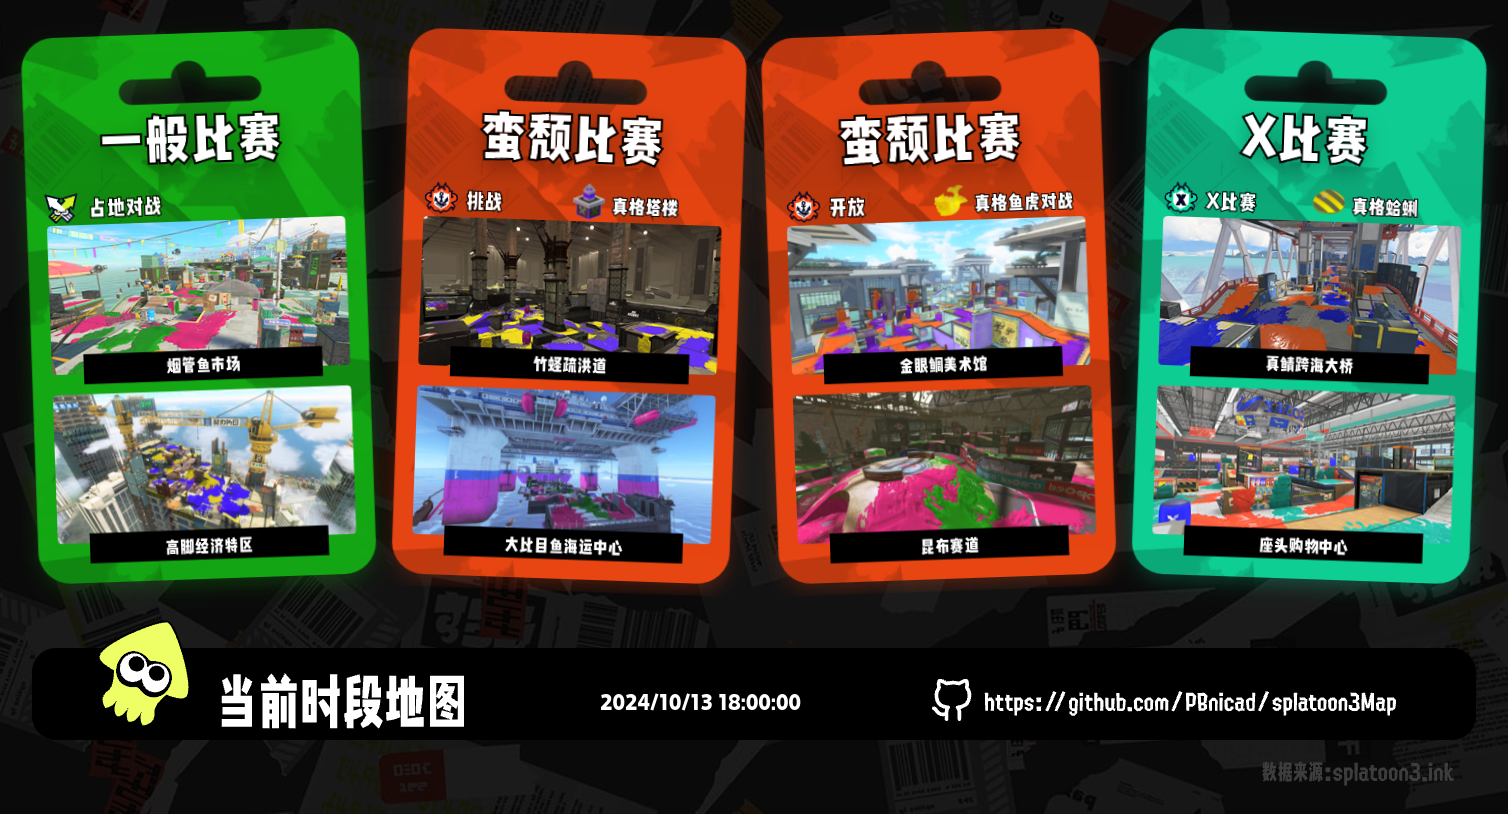 一般比赛
占地对战
烟管鱼市场
高脚经济特区
蛮颓比赛
挑战
真格塔楼
竹蛏疏洪道
大比目鱼海运中心
蛮颓比赛
开放
真格鱼虎对战
金眼鲷美术馆
昆布赛道
X比赛
X比赛
真格蛤蜊
真鲭跨海大桥
座头购物中心
当前时段地图
2024/10/13 18:00:00
https://github.com/PBnicad/splatoon3Map
数据来源:splatoon3.ink